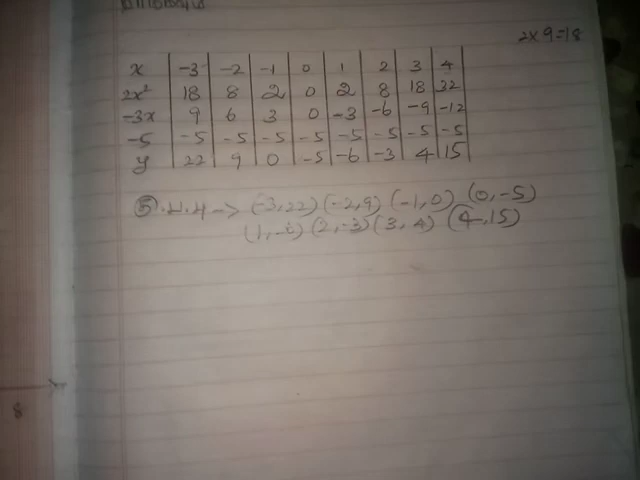 2x9=18
x | -3 | -2 | -1 | 0 | 1 | 2 | 3 | 4
2x² | 18 | 8 | 2 | 0 | 2 | 8 | 18 | 32
-3x | 9 | 6 | 3 | 0 | -3 | -6 | -9 | -12
-5 | -5 | -5 | -5 | -5 | -5 | -5 | -5 | -5
y | 22 | 9 | 0 | -5 | -6 | -3 | 4 | 15
(-3,22) (-2,9) (-1,0) (0,-5)
(1,-6) (2,-3) (3,4) (4,15)